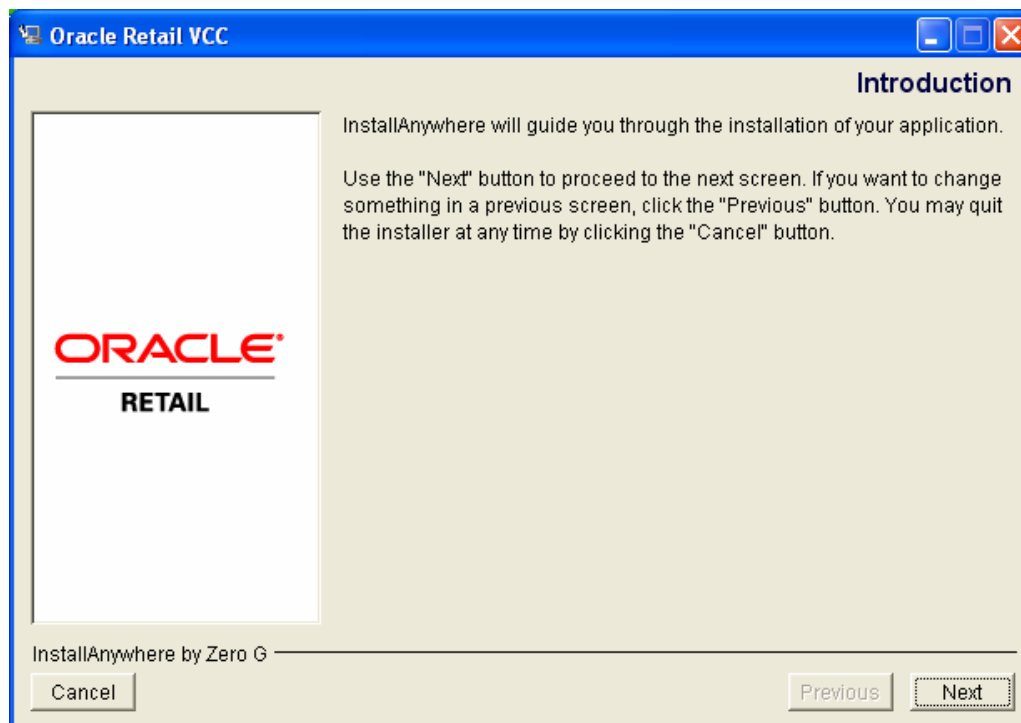 Oracle Retail VCC
Introduction
InstallAnywhere will guide you through the installation of your application.
Use the "Next" button to proceed to the next screen. If you want to change
something in a previous screen, click the "Previous" button. You may quit
the installer at any time by clicking the "Cancel" button.
ORACLE
RETAIL
InstallAnywhere by Zero G
Cancel
Previous
Next